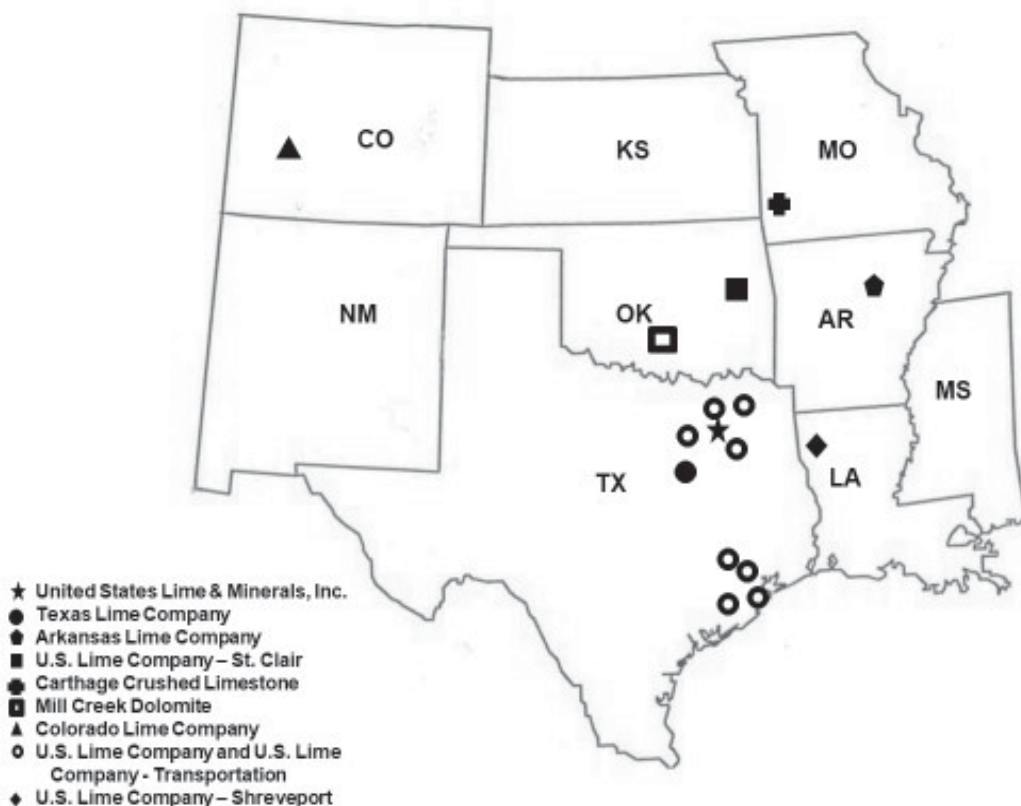 CO
KS
MO
NM
OK
AR
MS
TX
LA
United States Lime & Minerals, Inc.
Texas Lime Company
Arkansas Lime Company
U.S. Lime Company – St. Clair
Carthage Crushed Limestone
Mill Creek Dolomite
Colorado Lime Company
U.S. Lime Company and U.S. Lime
Company - Transportation
U.S. Lime Company – Shreveport